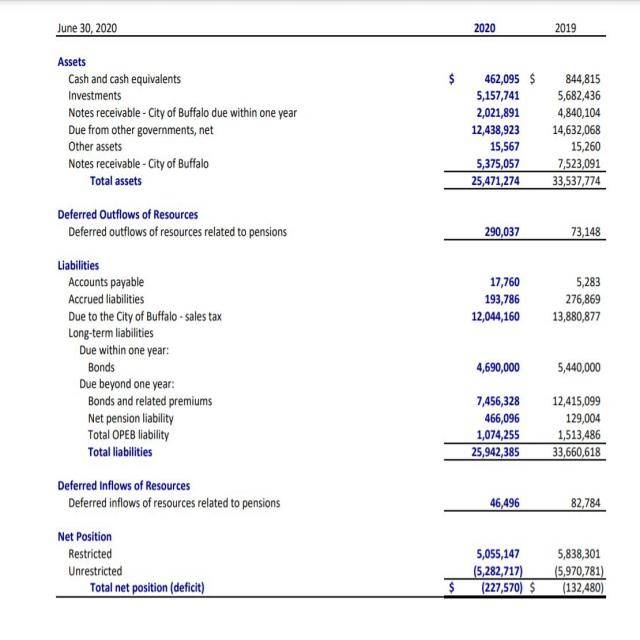 June 30, 2020 2020 2019
Assets
Cash and cash equivalents $ 462,095 $ 844,815
Investments 5,157,741 5,682,436
Notes receivable - City of Buffalo due within one year 2,021,891 4,840,104
Due from other governments, net 12,438,923 14,632,068
Other assets 15,567 15,260
Notes receivable - City of Buffalo 5,375,057 7,523,091
Total assets 25,471,274 33,537,774
Deferred Outflows of Resources
Deferred outflows of resources related to pensions 290,037 73,148
Liabilities
Accounts payable 17,760 5,283
Accrued liabilities 193,786 276,869
Due to the City of Buffalo - sales tax 12,044,160 13,880,877
Long-term liabilities
Due within one year:
Bonds 4,690,000 5,440,000
Due beyond one year:
Bonds and related premiums 7,456,328 12,415,099
Net pension liability 466,096 129,004
Total OPEB liability 1,074,255 1,513,486
Total liabilities 25,942,385 33,660,618
Deferred Inflows of Resources
Deferred inflows of resources related to pensions 46,496 82,784
Net Position
Restricted 5,055,147 5,838,301
Unrestricted (5,282,717) (5,970,781)
Total net position (deficit) $ (227,570) $ (132,480)